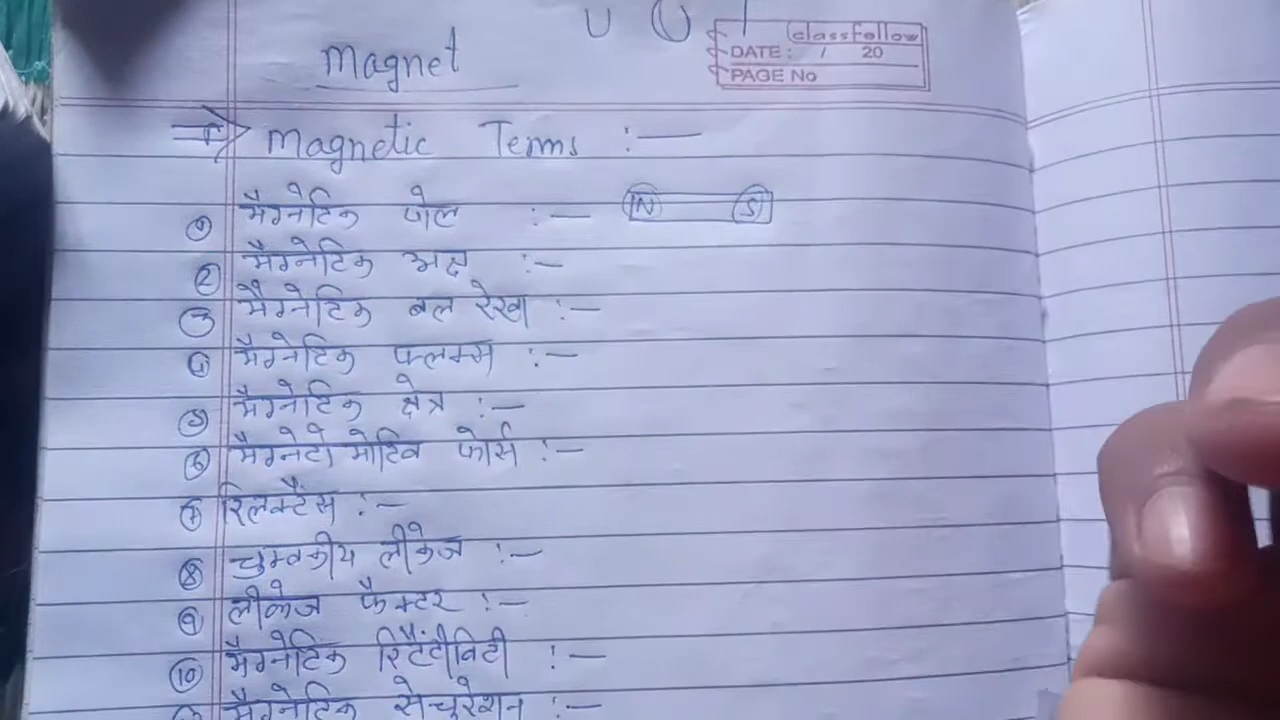 Magnet
classfellow
DATE : / 20
PAGE No
⇒ Magnetic Terms :—
① मैग्नेटिक पोल :— N S
② मैग्नेटिक अक्ष :—
③ मैग्नेटिक बल रेखा :—
④ मैग्नेटिक फ्लक्स :—
⑤ मैग्नेटिक क्षेत्र :—
⑥ मैग्नेटो मोटिव फोर्स :—
⑦ रिलक्टैंस :—
⑧ चुम्बकीय लीकेज :—
⑨ लीकेज फैक्टर :—
⑩ मैग्नेटिक रिटैंटीविटी :—
मैग्नेटिक सेचुरेशन :—